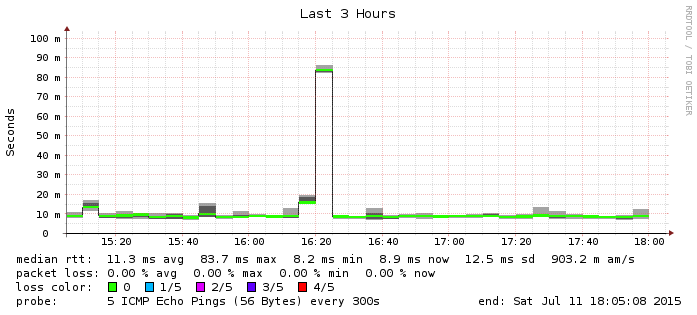 Last 3 Hours
RRDTOOL / TOBI OETIKER
Seconds
100 m
90 m
80 m
70 m
60 m
50 m
40 m
30 m
20 m
10 m
0
15:20 15:40 16:00 16:20 16:40 17:00 17:20 17:40 18:00
median rtt: 11.3 ms avg 83.7 ms max 8.2 ms min 8.9 ms now 12.5 ms sd 903.2 m am/s
packet loss: 0.00 % avg 0.00 % max 0.00 % min 0.00 % now
loss color: 0 1/5 2/5 3/5 4/5
probe: 5 ICMP Echo Pings (56 Bytes) every 300s end: Sat Jul 11 18:05:08 2015